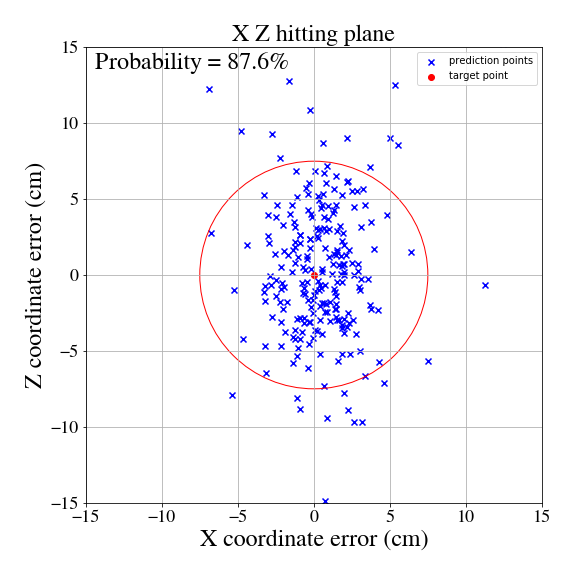 X Z hitting plane
Probability = 87.6%
prediction points
target point
Z coordinate error (cm)
15
10
5
0
−5
−10
−15
−15
−10
−5
0
5
10
15
X coordinate error (cm)